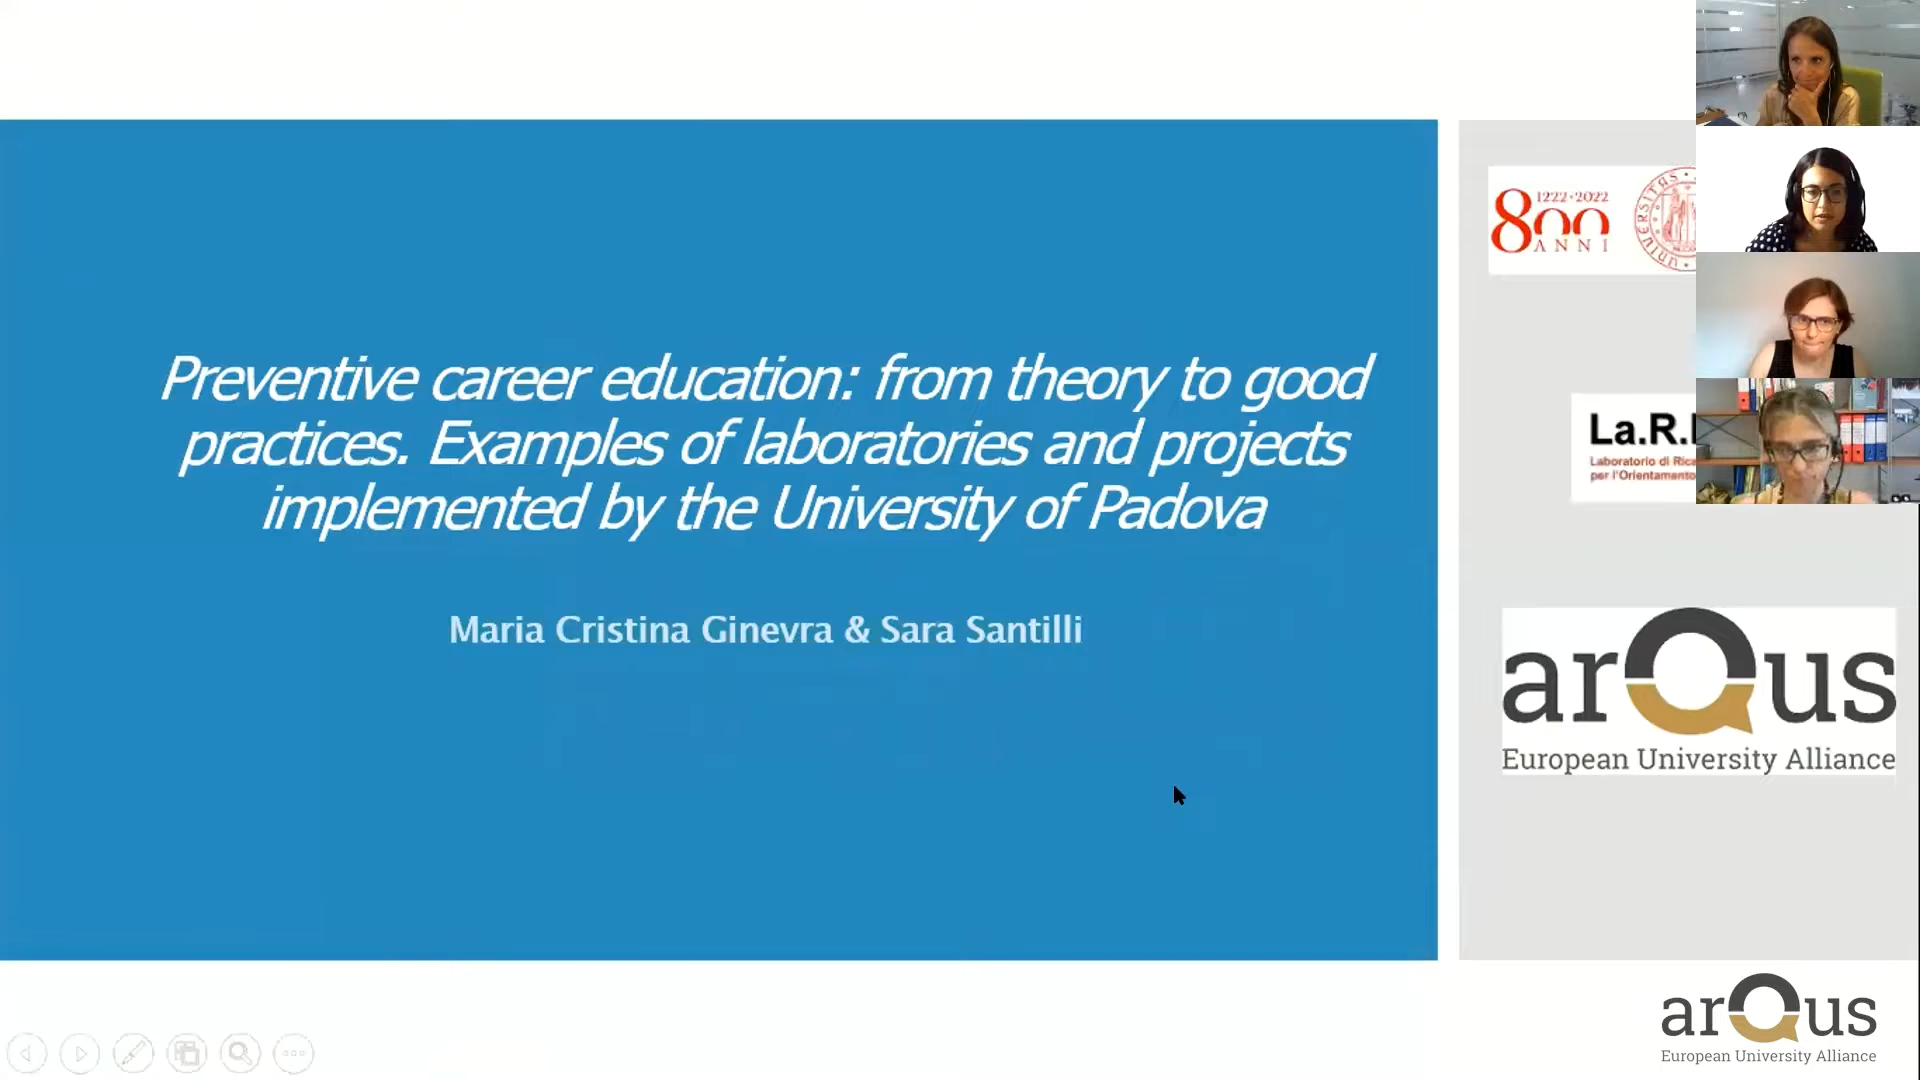 Preventive career education: from theory to good
practices. Examples of laboratories and projects
implemented by the University of Padova
Maria Cristina Ginevra & Sara Santilli
1222·2022
800
ANNI
La.R.
Laboratorio di
per l'Orientamento
arQus
European University Alliance
arQus
European University Alliance